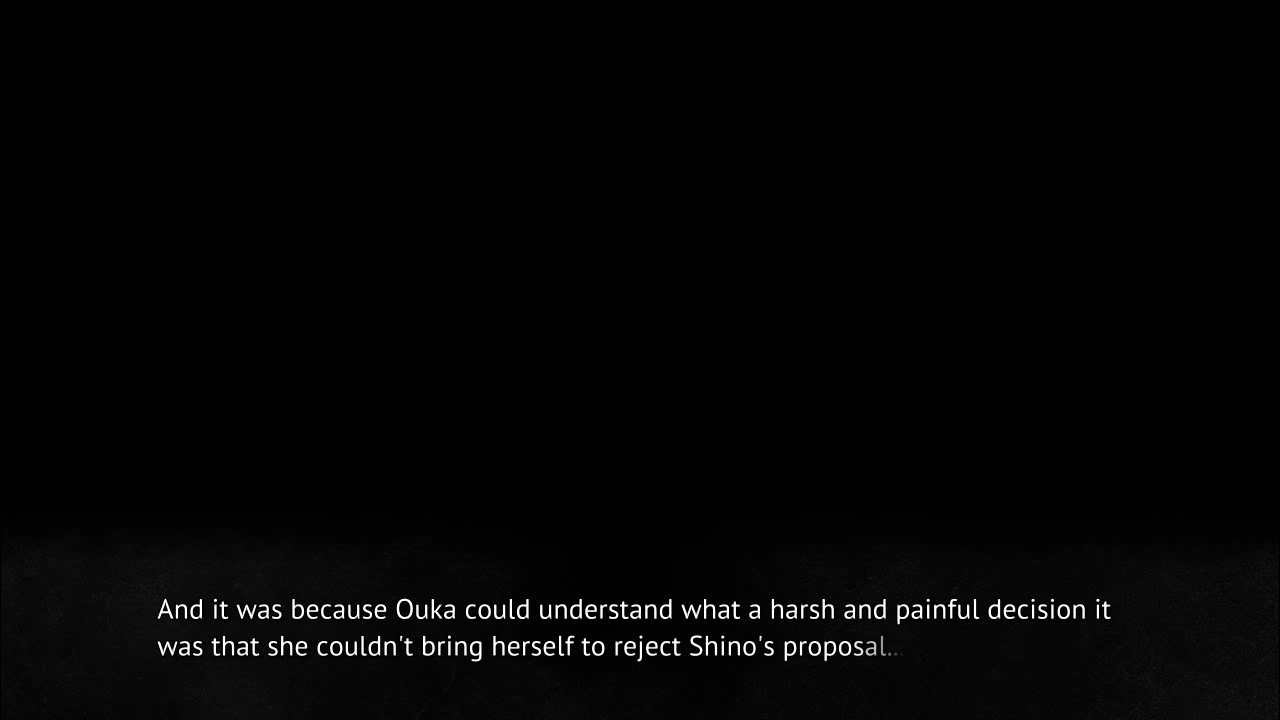 And it was because Ouka could understand what a harsh and painful decision it
was that she couldn't bring herself to reject Shino's proposal...